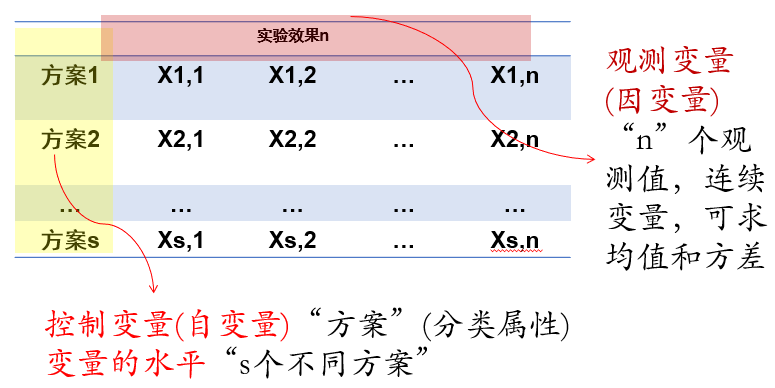 实验效果n
方案1 X1,1 X1,2 … X1,n
方案2 X2,1 X2,2 … X2,n
… … … … …
方案s Xs,1 Xs,2 … Xs,n
观测变量
(因变量)
“n”个观
测值，连续
变量，可求
均值和方差
控制变量(自变量)“方案”(分类属性)
变量的水平“s个不同方案”